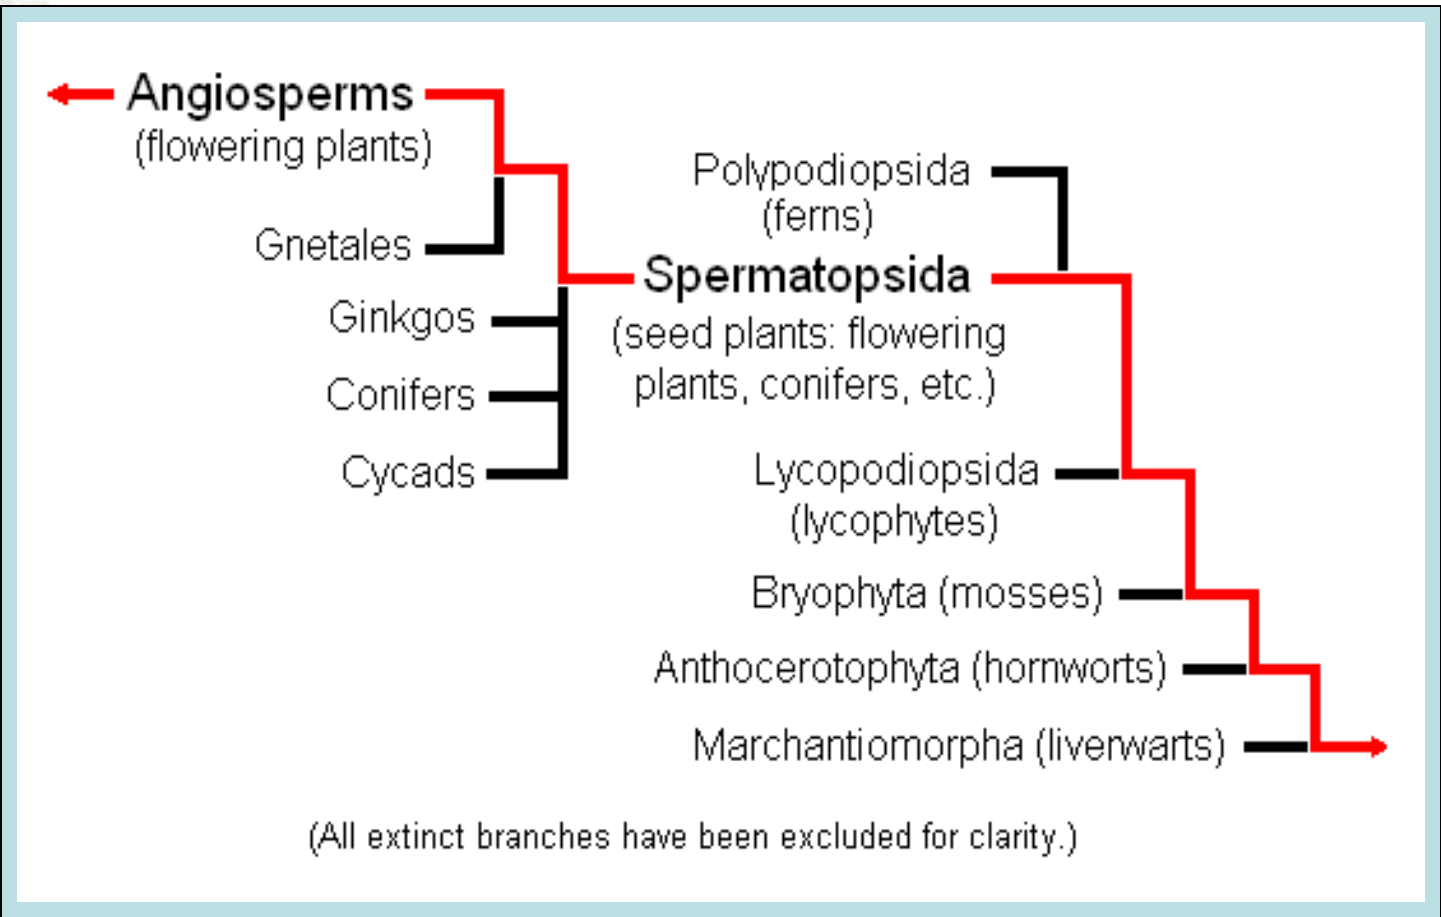 Angiosperms
(flowering plants)
Polypodiopsida
(ferns)
Gnetales
Spermatopsida
(seed plants: flowering
plants, conifers, etc.)
Ginkgos
Conifers
Cycads
Lycopodiopsida
(lycophytes)
Bryophyta (mosses)
Anthocerotophyta (hornworts)
Marchantiomorpha (liverwarts)
(All extinct branches have been excluded for clarity.)